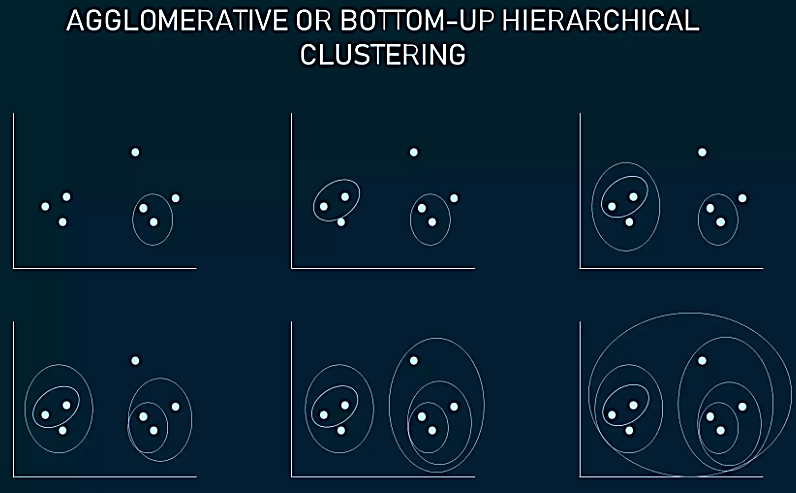 AGGLOMERATIVE OR BOTTOM-UP HIERARCHICAL
CLUSTERING